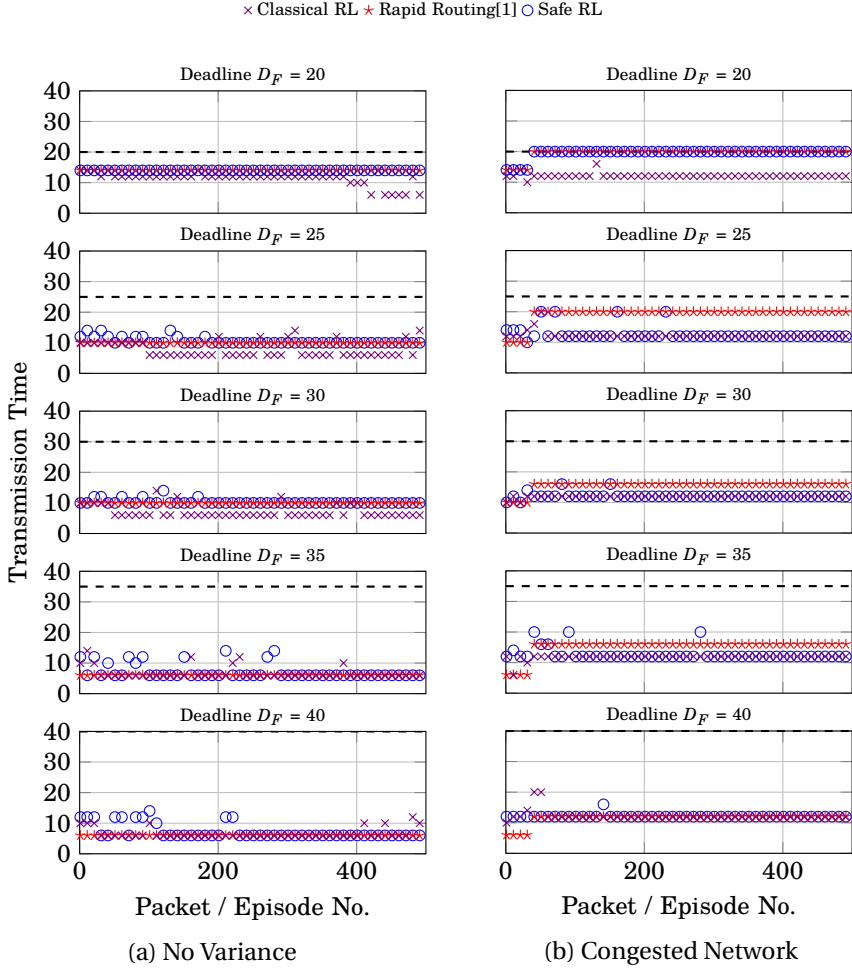 × Classical RL ⋆ Rapid Routing[1] ○ Safe RL
Transmission Time
Deadline D_F = 20
40
30
20
10
0
Deadline D_F = 25
40
30
20
10
0
Deadline D_F = 30
40
30
20
10
0
Deadline D_F = 35
40
30
20
10
0
Deadline D_F = 40
40
30
20
10
0
0 200 400
Packet / Episode No.
(a) No Variance
Deadline D_F = 20
Deadline D_F = 25
Deadline D_F = 30
Deadline D_F = 35
Deadline D_F = 40
0 200 400
Packet / Episode No.
(b) Congested Network